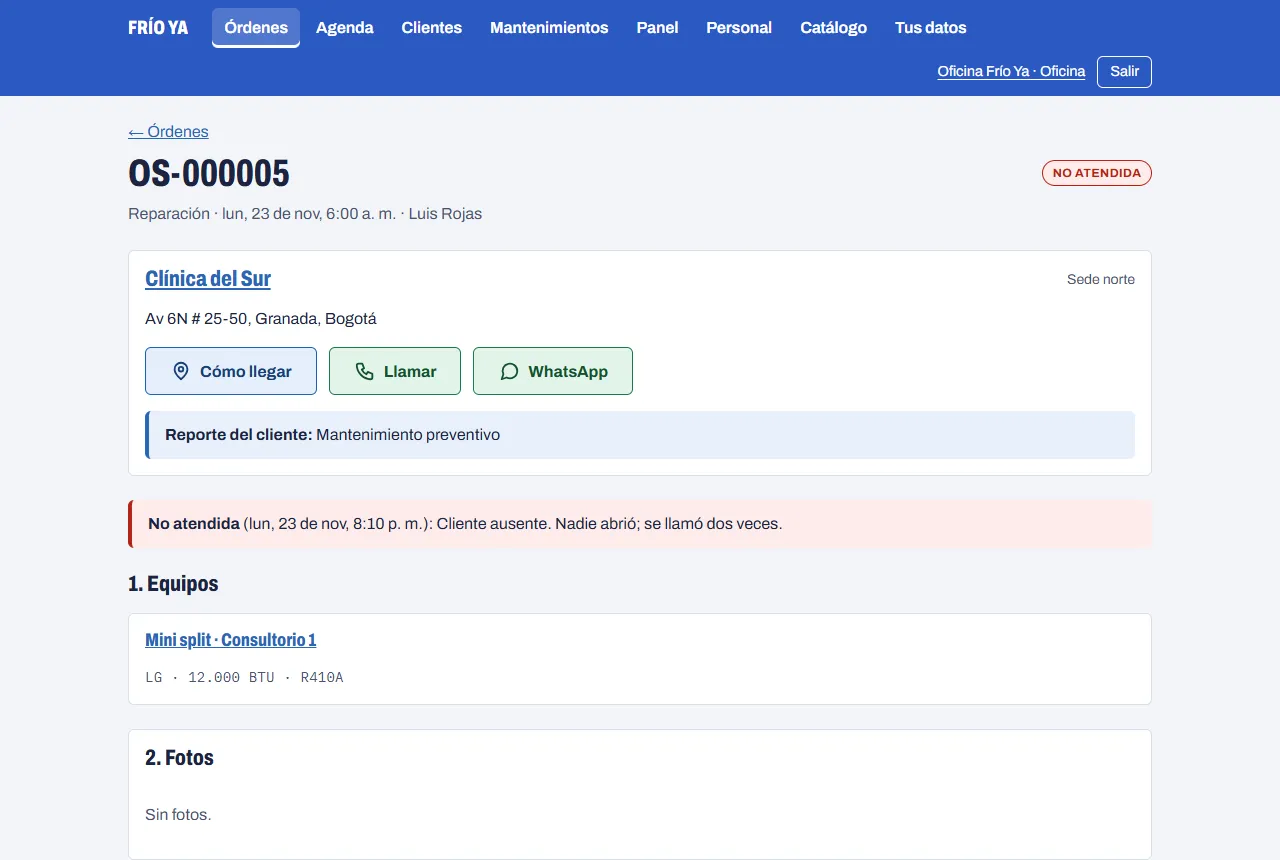 FRÍO YA Órdenes Agenda Clientes Mantenimientos Panel Personal Catálogo Tus datos
Oficina Frío Ya · Oficina Salir
← Órdenes
OS-000005 NO ATENDIDA
Reparación · lun, 23 de nov, 6:00 a. m. · Luis Rojas
Clínica del Sur Sede norte
Av 6N # 25-50, Granada, Bogotá
Cómo llegar Llamar WhatsApp
Reporte del cliente: Mantenimiento preventivo
No atendida (lun, 23 de nov, 8:10 p. m.): Cliente ausente. Nadie abrió; se llamó dos veces.
1. Equipos
Mini split · Consultorio 1
LG · 12.000 BTU · R410A
2. Fotos
Sin fotos.